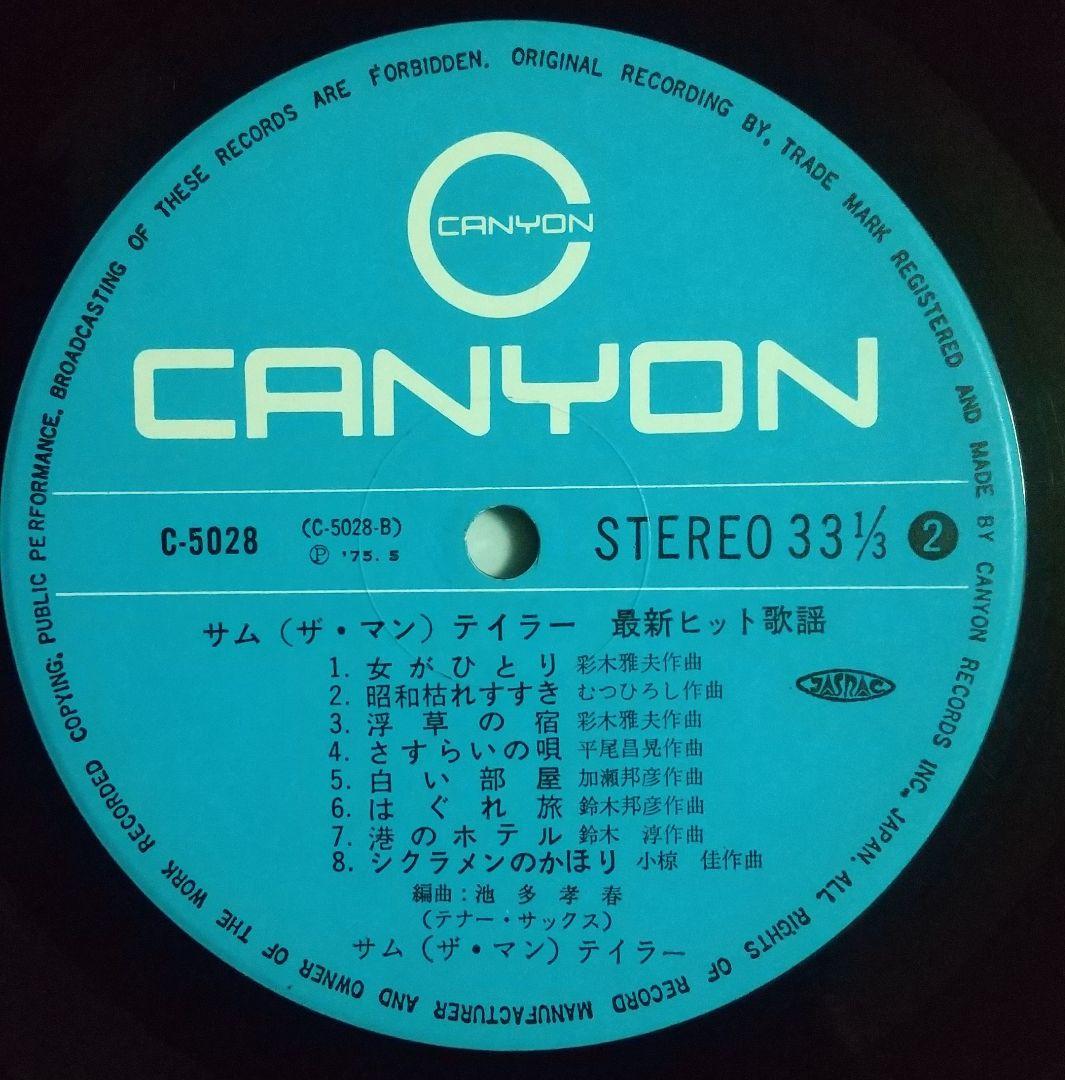 RECORDED COPYING, PUBLIC PERFORMANCE, BROADCASTING OF THESE RECORDS ARE FORBIDDEN. ORIGINAL RECORDING BY, TRADE MARK REGISTERED AND MADE BY CANYON RECORDS INC., JAPAN. ALL RIGHTS OF RECORD MANUFACTURER AND OWNER OF THE WORK
CANYON
CANYON
C-5028 (C-5028-B) STEREO 33 1/3 2
Ⓟ '75.5
サム(ザ・マン)テイラー 最新ヒット歌謡
1. 女がひとり 彩木雅夫作曲
2. 昭和枯れすすき むつひろし作曲
3. 浮草の宿 彩木雅夫作曲
4. さすらいの唄 平尾昌晃作曲
5. 白い部屋 加瀬邦彦作曲
6. はぐれ旅 鈴木邦彦作曲
7. 港のホテル 鈴木 淳作曲
8. シクラメンのかほり 小椋 佳作曲
JASRAC
編曲:池多孝春
(テナー・サックス)
サム(ザ・マン)テイラー